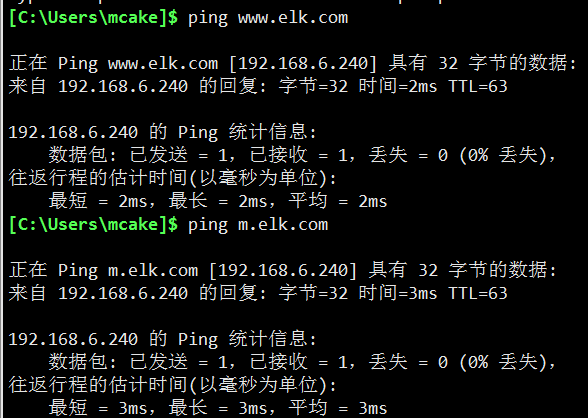 [C:\Users\mcake]$ ping www.elk.com
正在 Ping www.elk.com [192.168.6.240] 具有 32 字节的数据:
来自 192.168.6.240 的回复: 字节=32 时间=2ms TTL=63
192.168.6.240 的 Ping 统计信息:
数据包: 已发送 = 1，已接收 = 1，丢失 = 0 (0% 丢失)，
往返行程的估计时间(以毫秒为单位):
最短 = 2ms，最长 = 2ms，平均 = 2ms
[C:\Users\mcake]$ ping m.elk.com
正在 Ping m.elk.com [192.168.6.240] 具有 32 字节的数据:
来自 192.168.6.240 的回复: 字节=32 时间=3ms TTL=63
192.168.6.240 的 Ping 统计信息:
数据包: 已发送 = 1，已接收 = 1，丢失 = 0 (0% 丢失)，
往返行程的估计时间(以毫秒为单位):
最短 = 3ms，最长 = 3ms，平均 = 3ms